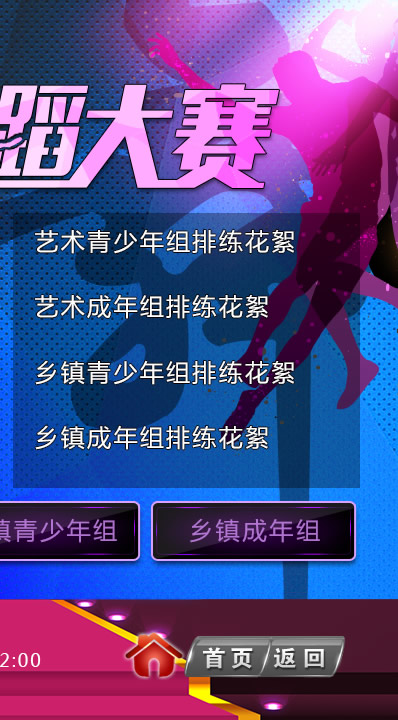 蹈大赛
艺术青少年组排练花絮
艺术成年组排练花絮
乡镇青少年组排练花絮
乡镇成年组排练花絮
镇青少年组
乡镇成年组
2:00
首页
返回